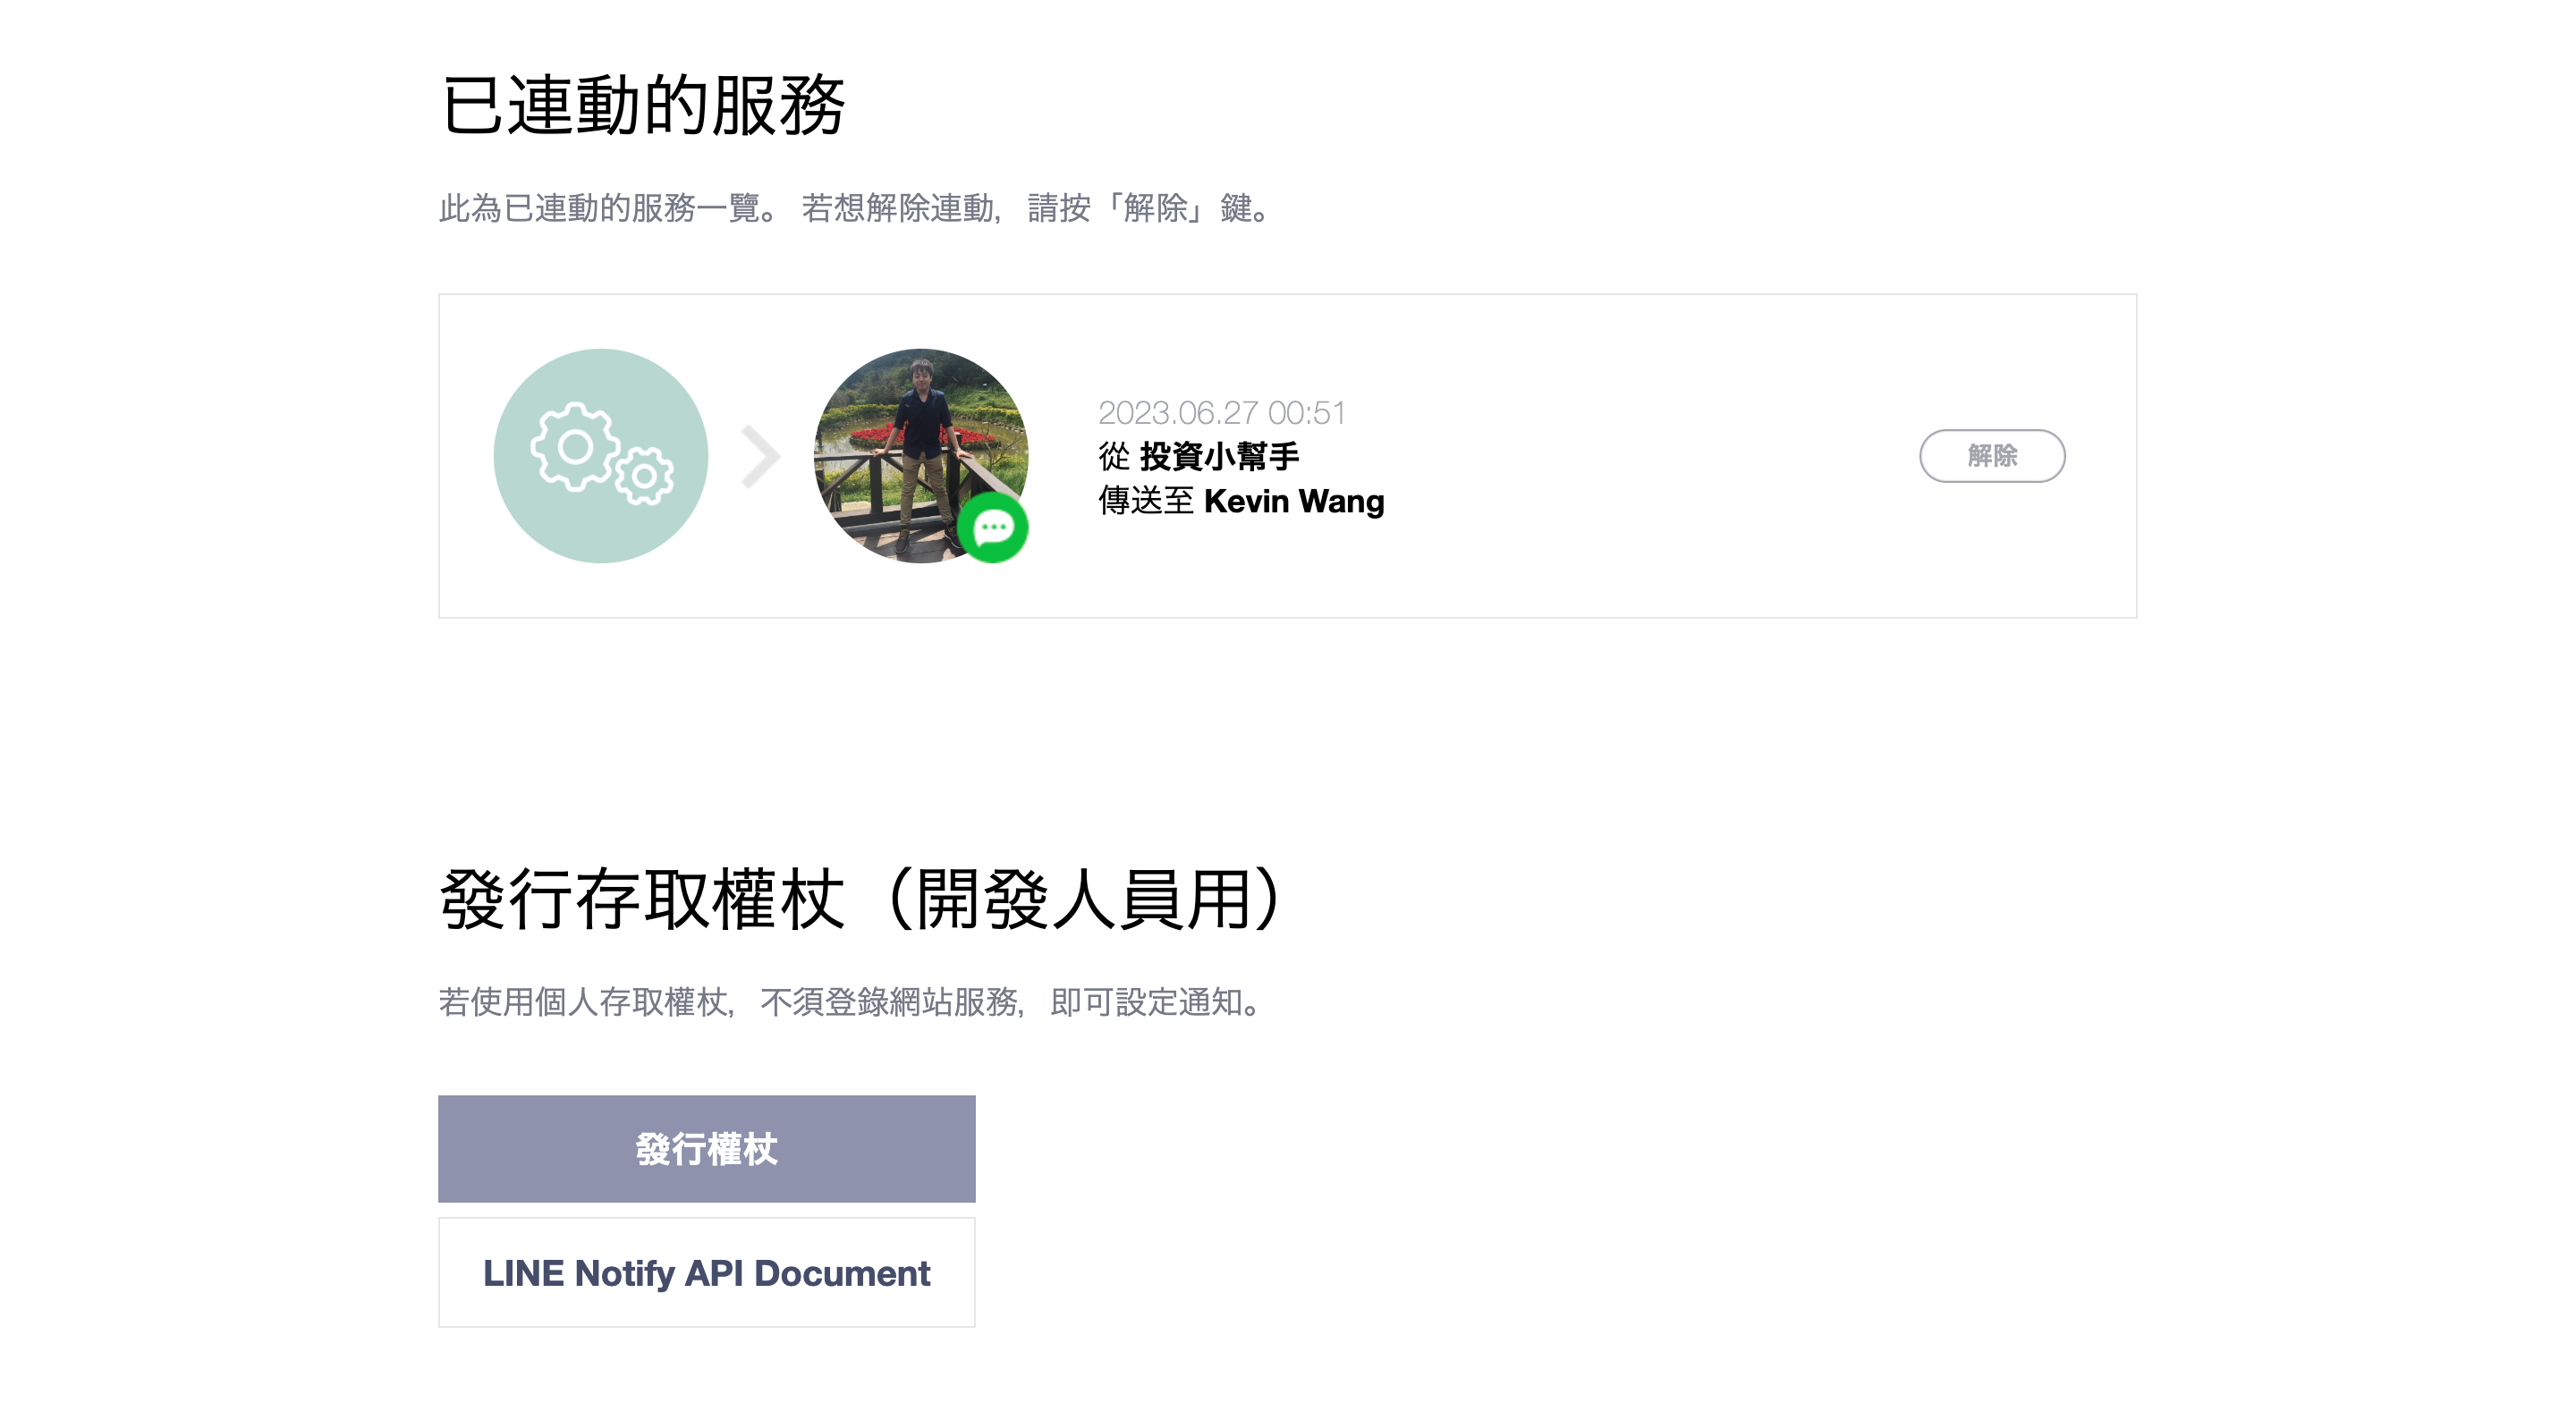 已連動的服務
此為已連動的服務一覽。 若想解除連動，請按「解除」鍵。
2023.06.27 00:51
從 投資小幫手
傳送至 Kevin Wang
解除
發行存取權杖（開發人員用）
若使用個人存取權杖，不須登錄網站服務，即可設定通知。
發行權杖
LINE Notify API Document